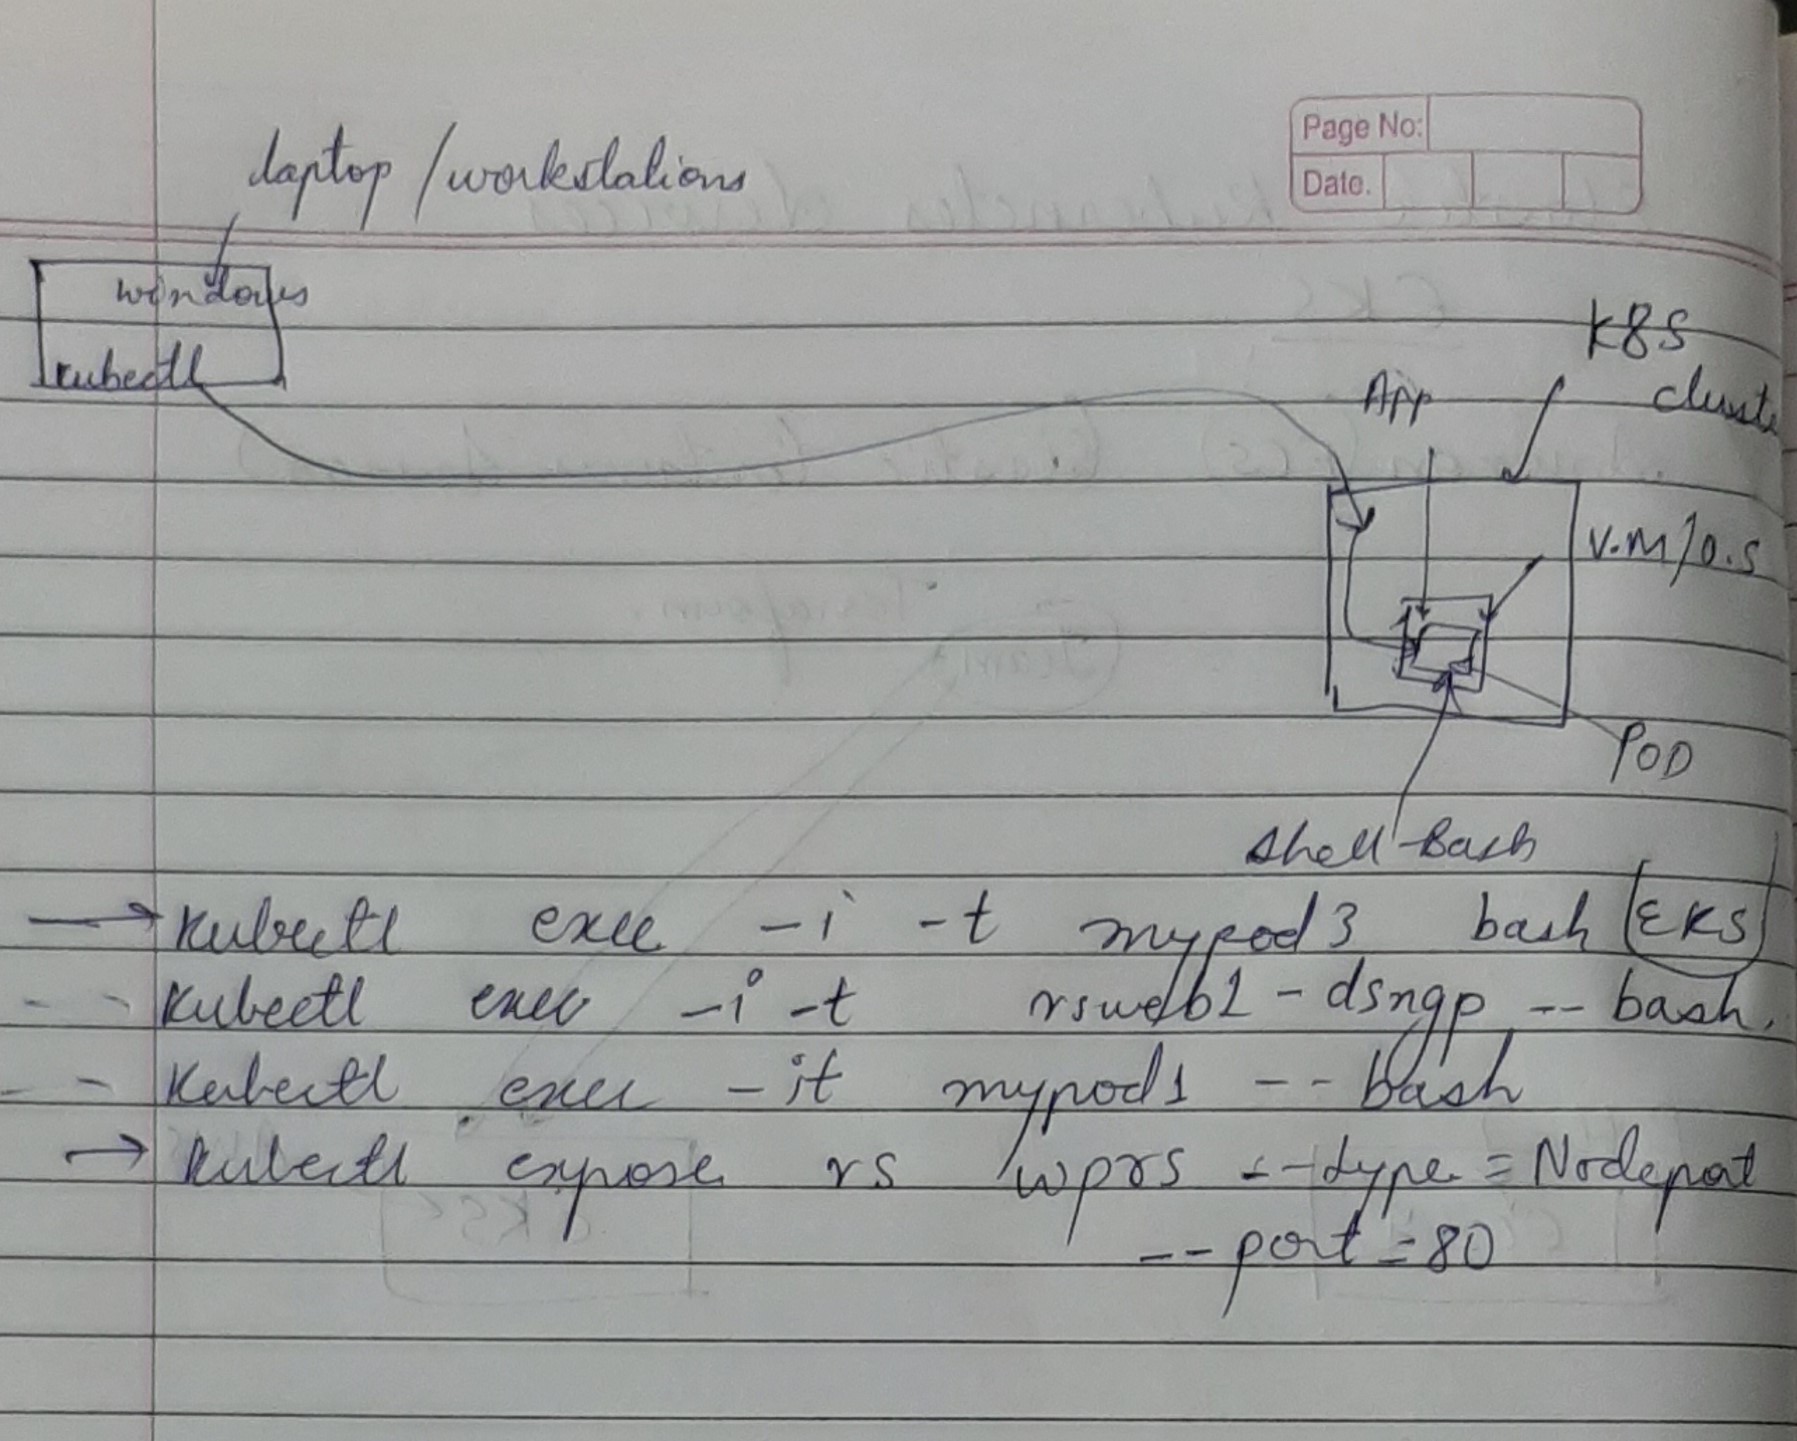 Page No:
Date.
laptop / workstations
windows
kubectl
K8S
cluste
App
V.M/O.S
POD
Shell-Bash
→ kubectl exec -i -t mypod3 bash (EKS)
-- kubectl exec -i -t rsweb1-dsngp -- bash.
-- kubectl exec -it mypod1 -- bash
→ kubectl expose rs wprs --type=Nodeport
--port=80